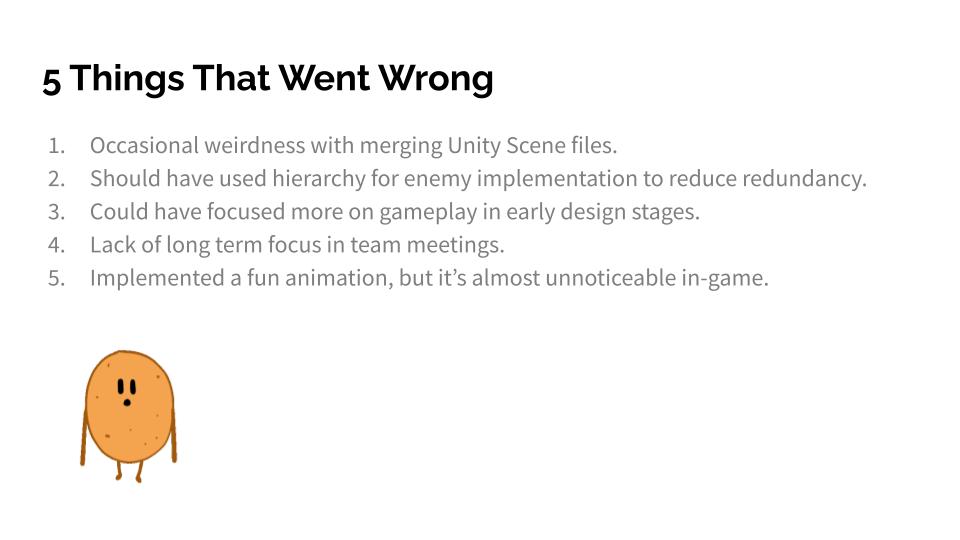 5 Things That Went Wrong
1. Occasional weirdness with merging Unity Scene files.
2. Should have used hierarchy for enemy implementation to reduce redundancy.
3. Could have focused more on gameplay in early design stages.
4. Lack of long term focus in team meetings.
5. Implemented a fun animation, but it’s almost unnoticeable in-game.